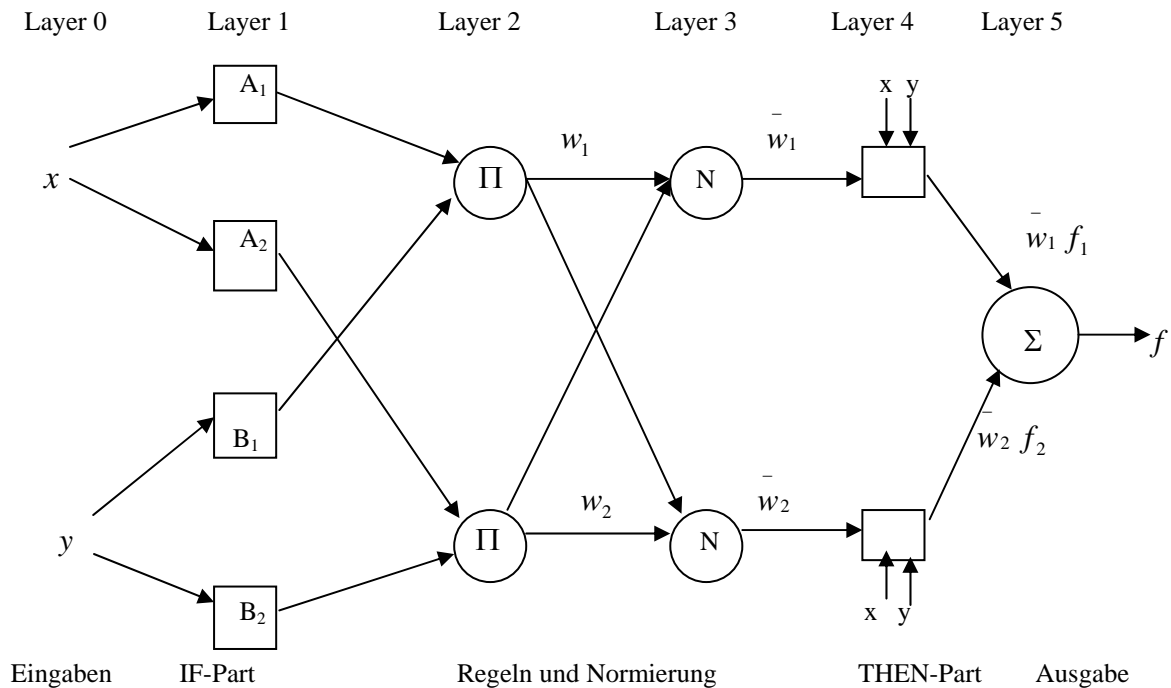 Layer 0 Layer 1 Layer 2 Layer 3 Layer 4 Layer 5
A₁
x y
w₁ w̄₁
Π N
x
A₂
w̄₁ f₁
Σ f
B₁
w̄₂ f₂
w₂ w̄₂
y Π N
B₂
x y
Eingaben IF-Part Regeln und Normierung THEN-Part Ausgabe